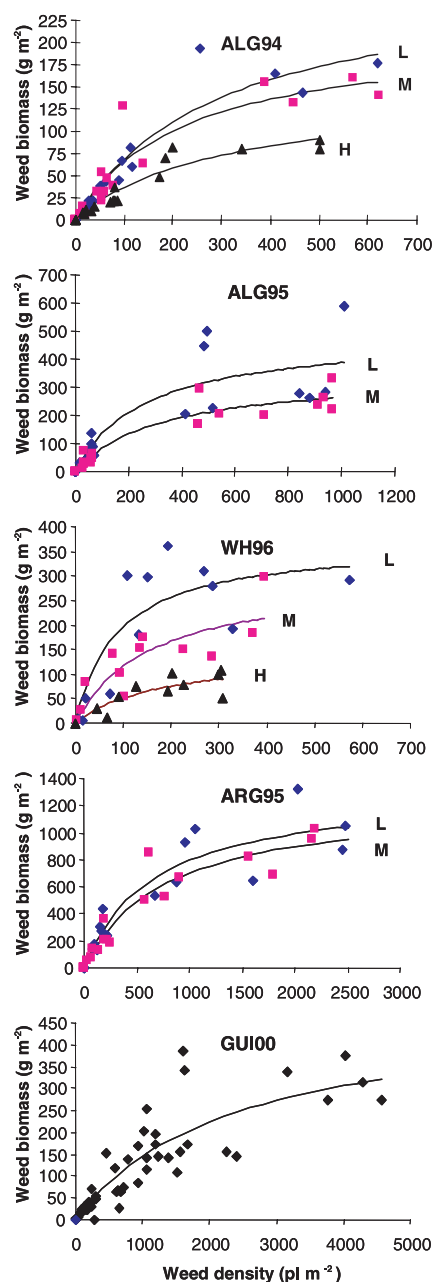 ALG94
Weed biomass (g m⁻²)
225
200
175
150
125
100
75
50
25
0
L
M
H
0 100 200 300 400 500 600 700
ALG95
Weed biomass (g m⁻²)
700
600
500
400
300
200
100
0
L
M
0 200 400 600 800 1000 1200
WH96
Weed biomass (g m⁻²)
400
350
300
250
200
150
100
50
0
L
M
H
0 100 200 300 400 500 600 700
ARG95
Weed biomass (g m⁻²)
1400
1200
1000
800
600
400
200
0
L
M
0 500 1000 1500 2000 2500 3000
GUI00
Weed biomass (g m⁻²)
450
400
350
300
250
200
150
100
50
0
0 1000 2000 3000 4000 5000
Weed density (pl m⁻²)